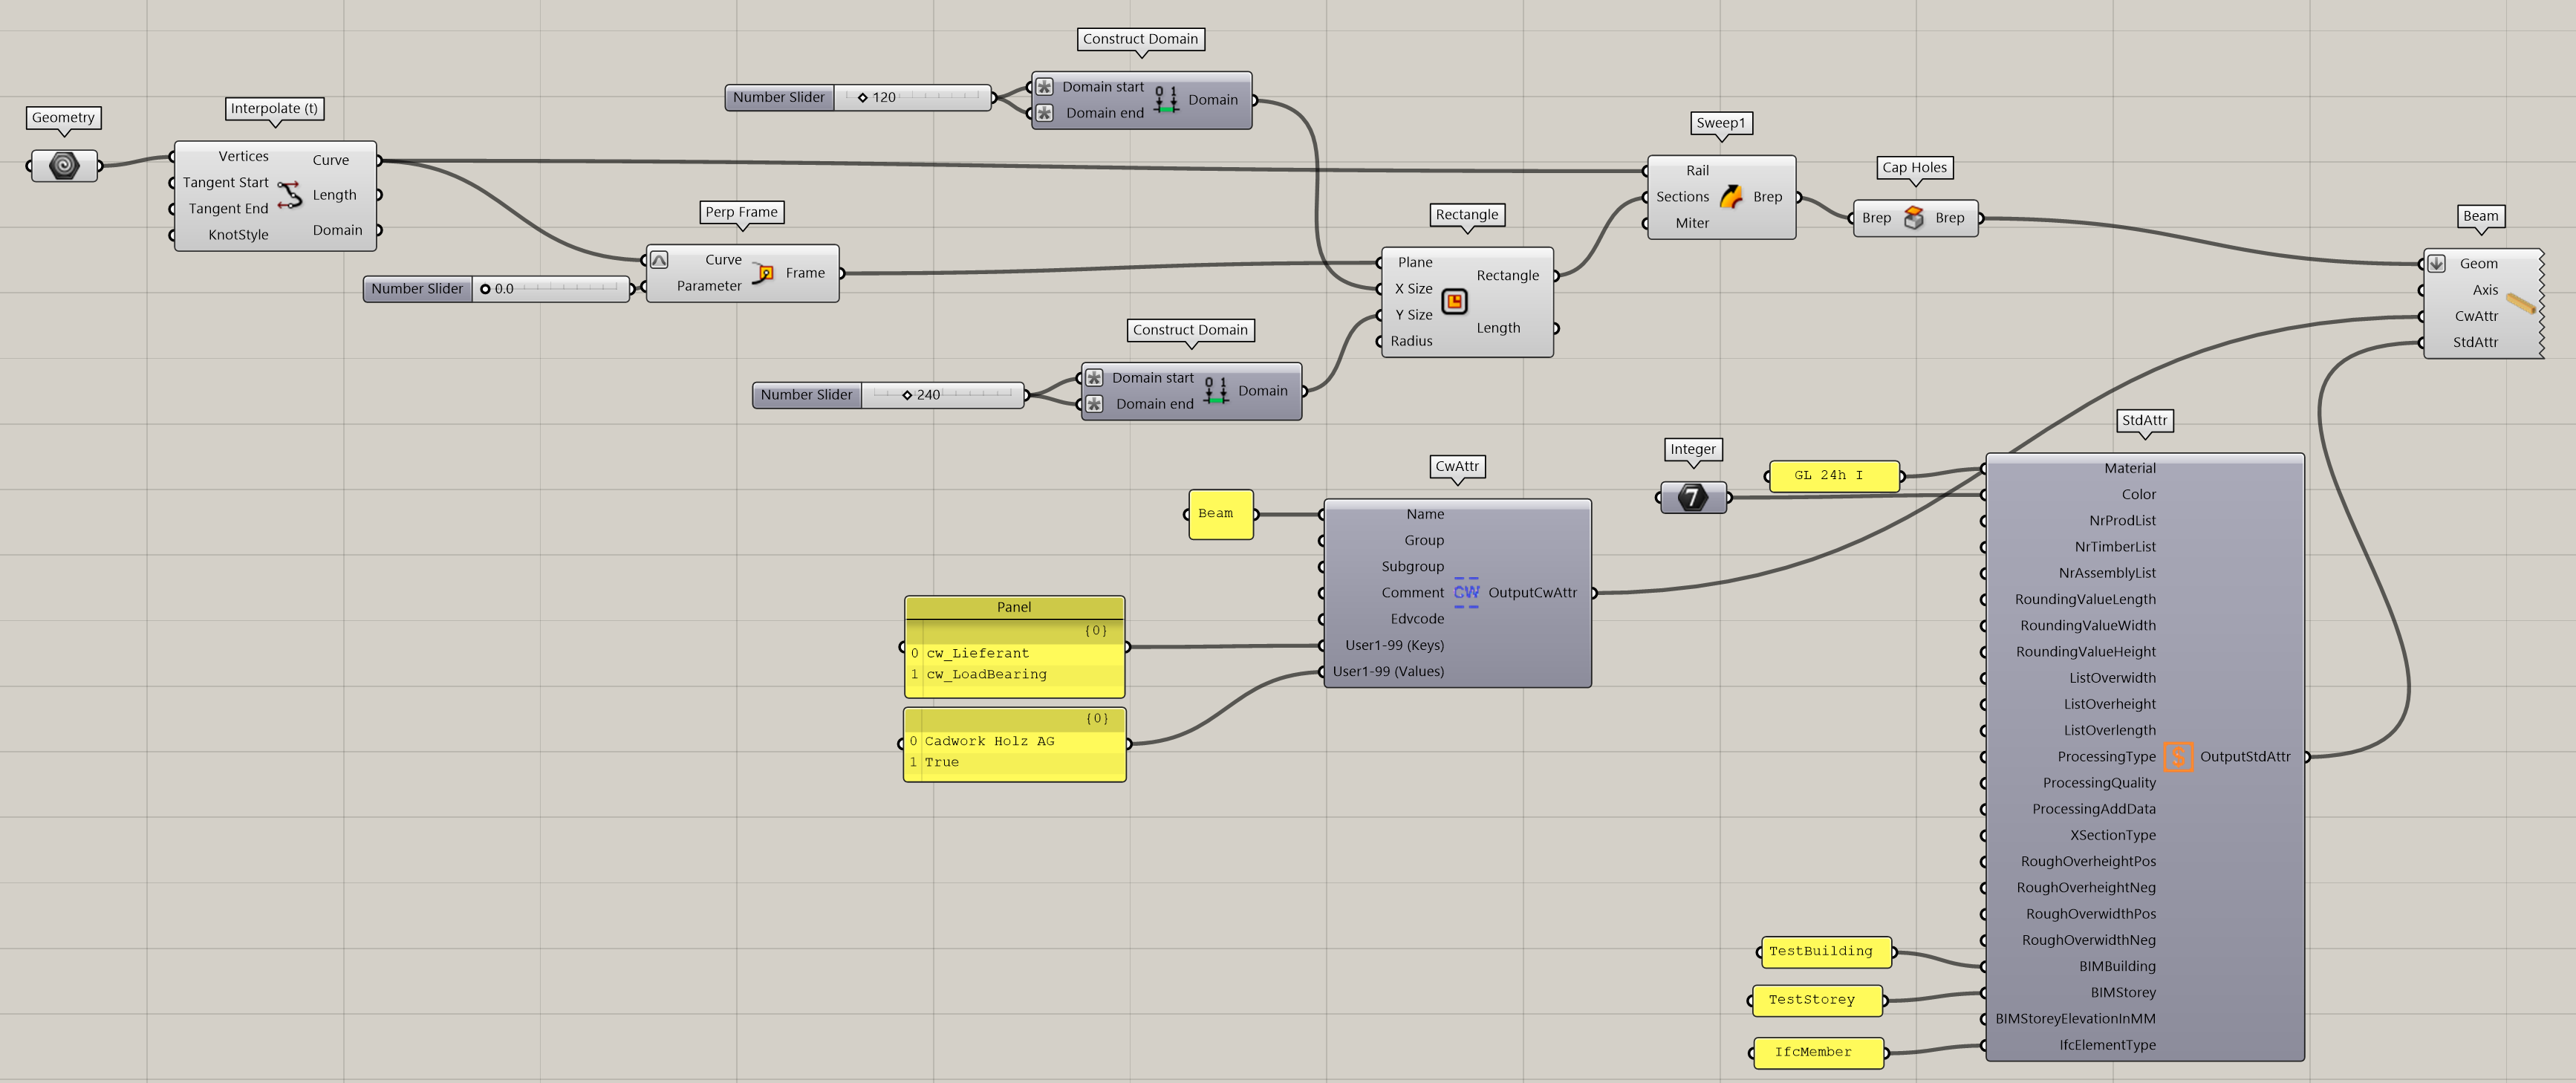 Geometry
Interpolate (t)
Vertices
Tangent Start
Tangent End
KnotStyle
Curve
Length
Domain
Number Slider
120
Construct Domain
Domain start
Domain end
0 1
Domain
Number Slider
0.0
Perp Frame
Curve
Parameter
Frame
Number Slider
240
Construct Domain
Domain start
Domain end
0 1
Domain
Rectangle
Plane
X Size
Y Size
Radius
Rectangle
Length
Sweep1
Rail
Sections
Miter
Brep
Cap Holes
Brep
Brep
Beam
Geom
Axis
CwAttr
StdAttr
Beam
Panel
{0}
0 cw_Lieferant
1 cw_LoadBearing
{0}
0 Cadwork Holz AG
1 True
CwAttr
Name
Group
Subgroup
Comment
Edvcode
User1-99 (Keys)
User1-99 (Values)
CW
OutputCwAttr
Integer
7
GL 24h I
TestBuilding
TestStorey
IfcMember
StdAttr
Material
Color
NrProdList
NrTimberList
NrAssemblyList
RoundingValueLength
RoundingValueWidth
RoundingValueHeight
ListOverwidth
ListOverheight
ListOverlength
ProcessingType
ProcessingQuality
ProcessingAddData
XSectionType
RoughOverheightPos
RoughOverheightNeg
RoughOverwidthPos
RoughOverwidthNeg
BIMBuilding
BIMStorey
BIMStoreyElevationInMM
IfcElementType
S
OutputStdAttr